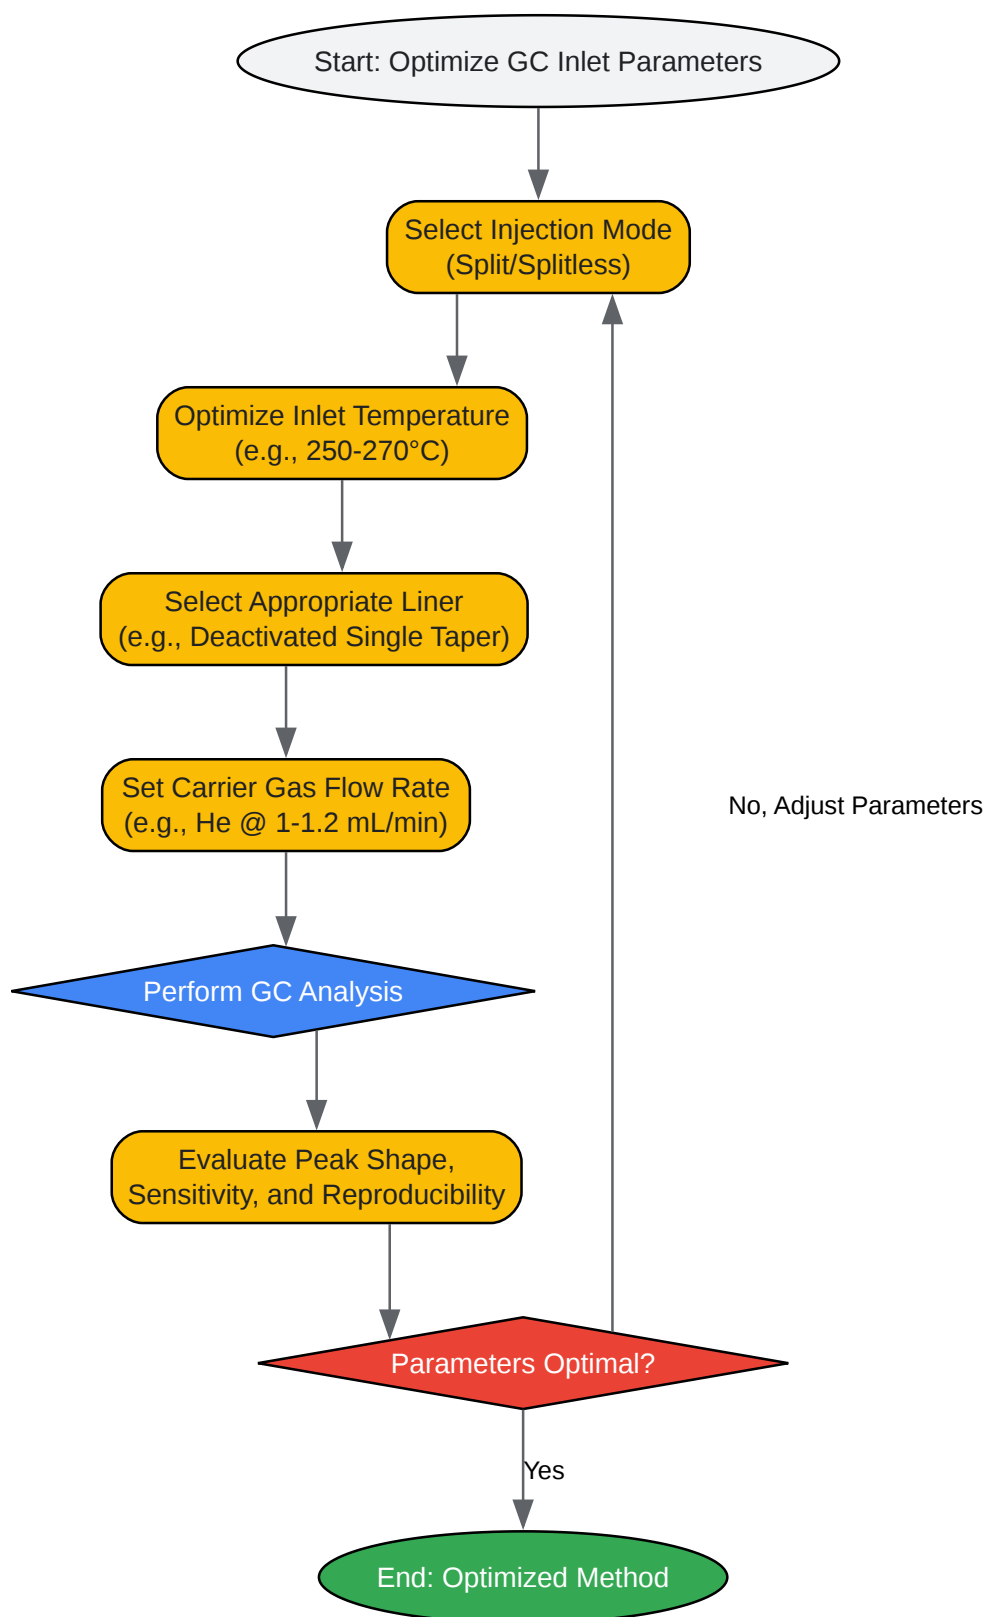 Start: Optimize GC Inlet Parameters
Select Injection Mode
(Split/Splitless)
Optimize Inlet Temperature
(e.g., 250-270°C)
Select Appropriate Liner
(e.g., Deactivated Single Taper)
Set Carrier Gas Flow Rate
(e.g., He @ 1-1.2 mL/min)
No, Adjust Parameters
Perform GC Analysis
Evaluate Peak Shape,
Sensitivity, and Reproducibility
Parameters Optimal?
Yes
End: Optimized Method